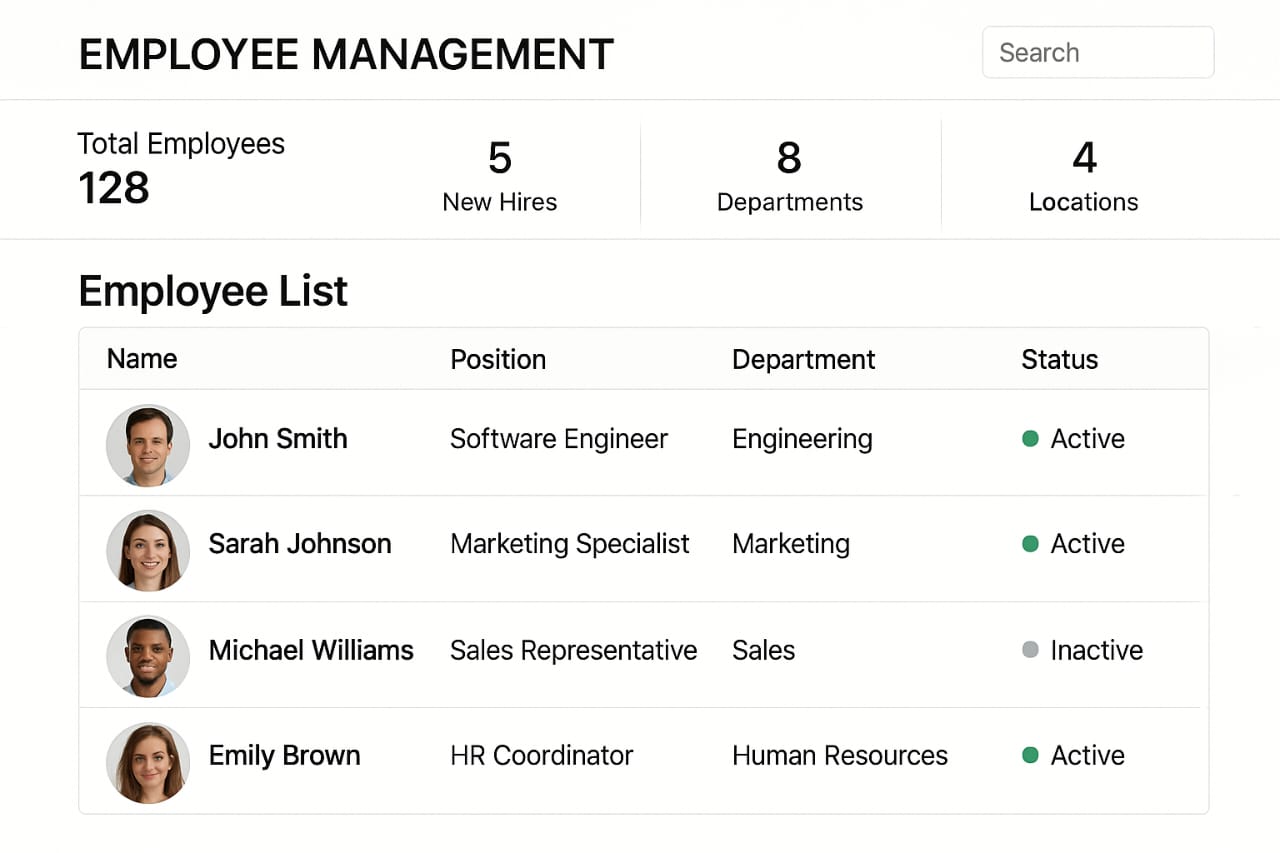 EMPLOYEE MANAGEMENT
Search
Total Employees
128
5
New Hires
8
Departments
4
Locations
Employee List
Name Position Department Status
John Smith Software Engineer Engineering Active
Sarah Johnson Marketing Specialist Marketing Active
Michael Williams Sales Representative Sales Inactive
Emily Brown HR Coordinator Human Resources Active